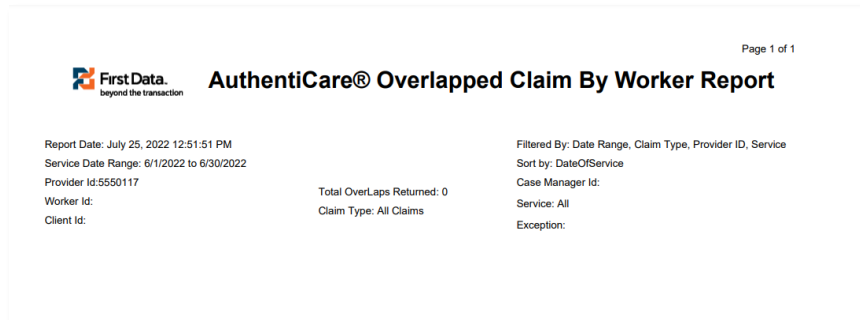 Page 1 of 1
First Data.
beyond the transaction
AuthentiCare® Overlapped Claim By Worker Report
Report Date: July 25, 2022 12:51:51 PM
Service Date Range: 6/1/2022 to 6/30/2022
Provider Id:5550117
Worker Id:
Client Id:
Total OverLaps Returned: 0
Claim Type: All Claims
Filtered By: Date Range, Claim Type, Provider ID, Service
Sort by: DateOfService
Case Manager Id:
Service: All
Exception: